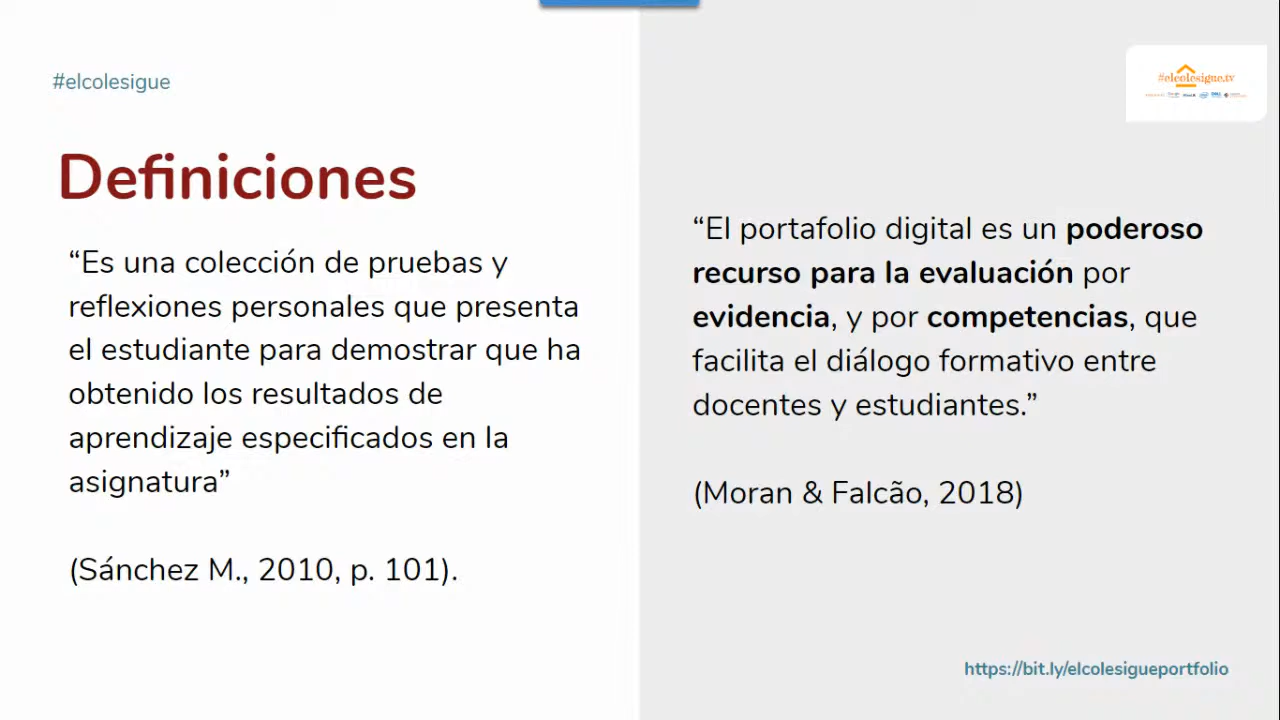 #elcolesigue
Definiciones
“Es una colección de pruebas y
reflexiones personales que presenta
el estudiante para demostrar que ha
obtenido los resultados de
aprendizaje especificados en la
asignatura”
(Sánchez M., 2010, p. 101).
#elcolesigue.tv
“El portafolio digital es un poderoso
recurso para la evaluación por
evidencia, y por competencias, que
facilita el diálogo formativo entre
docentes y estudiantes.”
(Moran & Falcão, 2018)
https://bit.ly/elcolesigueportfolio